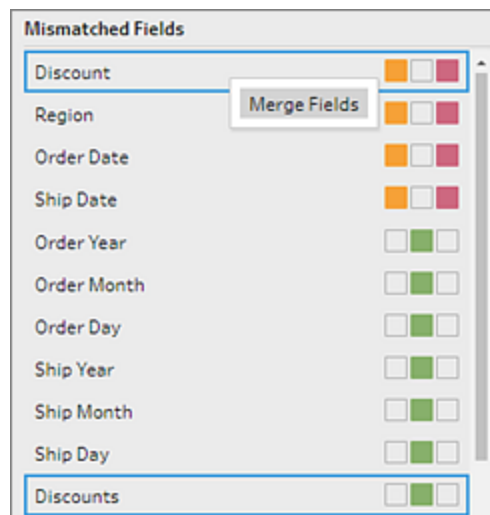 Mismatched Fields
Discount
Merge Fields
Region
Order Date
Ship Date
Order Year
Order Month
Order Day
Ship Year
Ship Month
Ship Day
Discounts